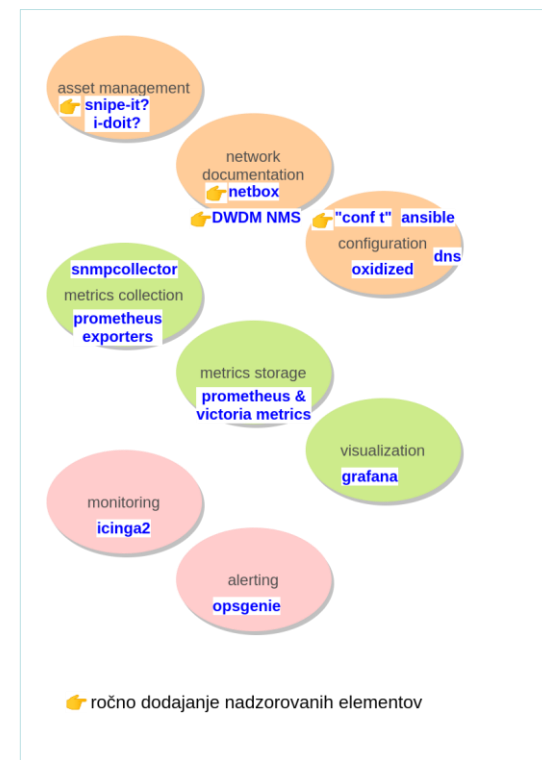 asset management
👉 snipe-it?
i-doit?
network
documentation
👉 netbox
👉 DWDM NMS
👉 "conf t" ansible
configuration
dns
oxidized
snmpcollector
metrics collection
prometheus
exporters
metrics storage
prometheus &
victoria metrics
visualization
grafana
monitoring
icinga2
alerting
opsgenie
👉 ročno dodajanje nadzorovanih elementov